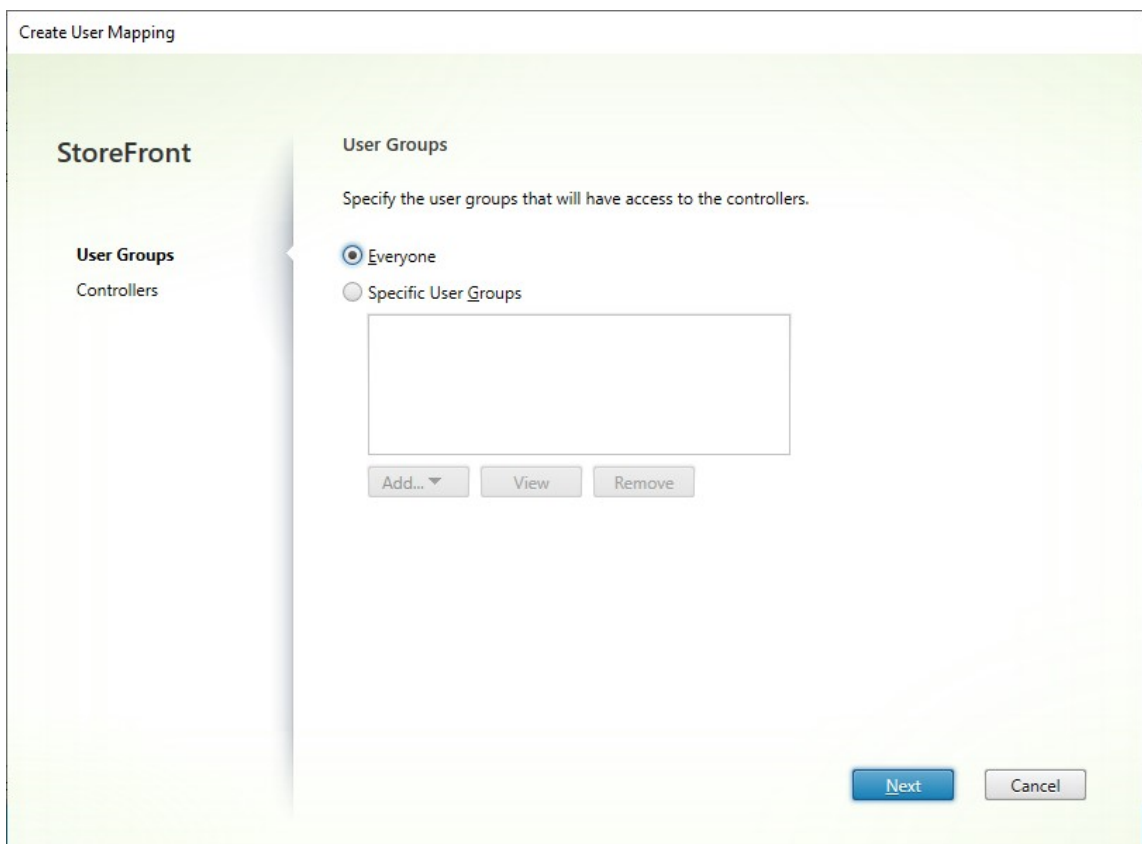 Create User Mapping
StoreFront
User Groups
Controllers
User Groups
Specify the user groups that will have access to the controllers.
Everyone
Specific User Groups
Add...
View
Remove
Next
Cancel